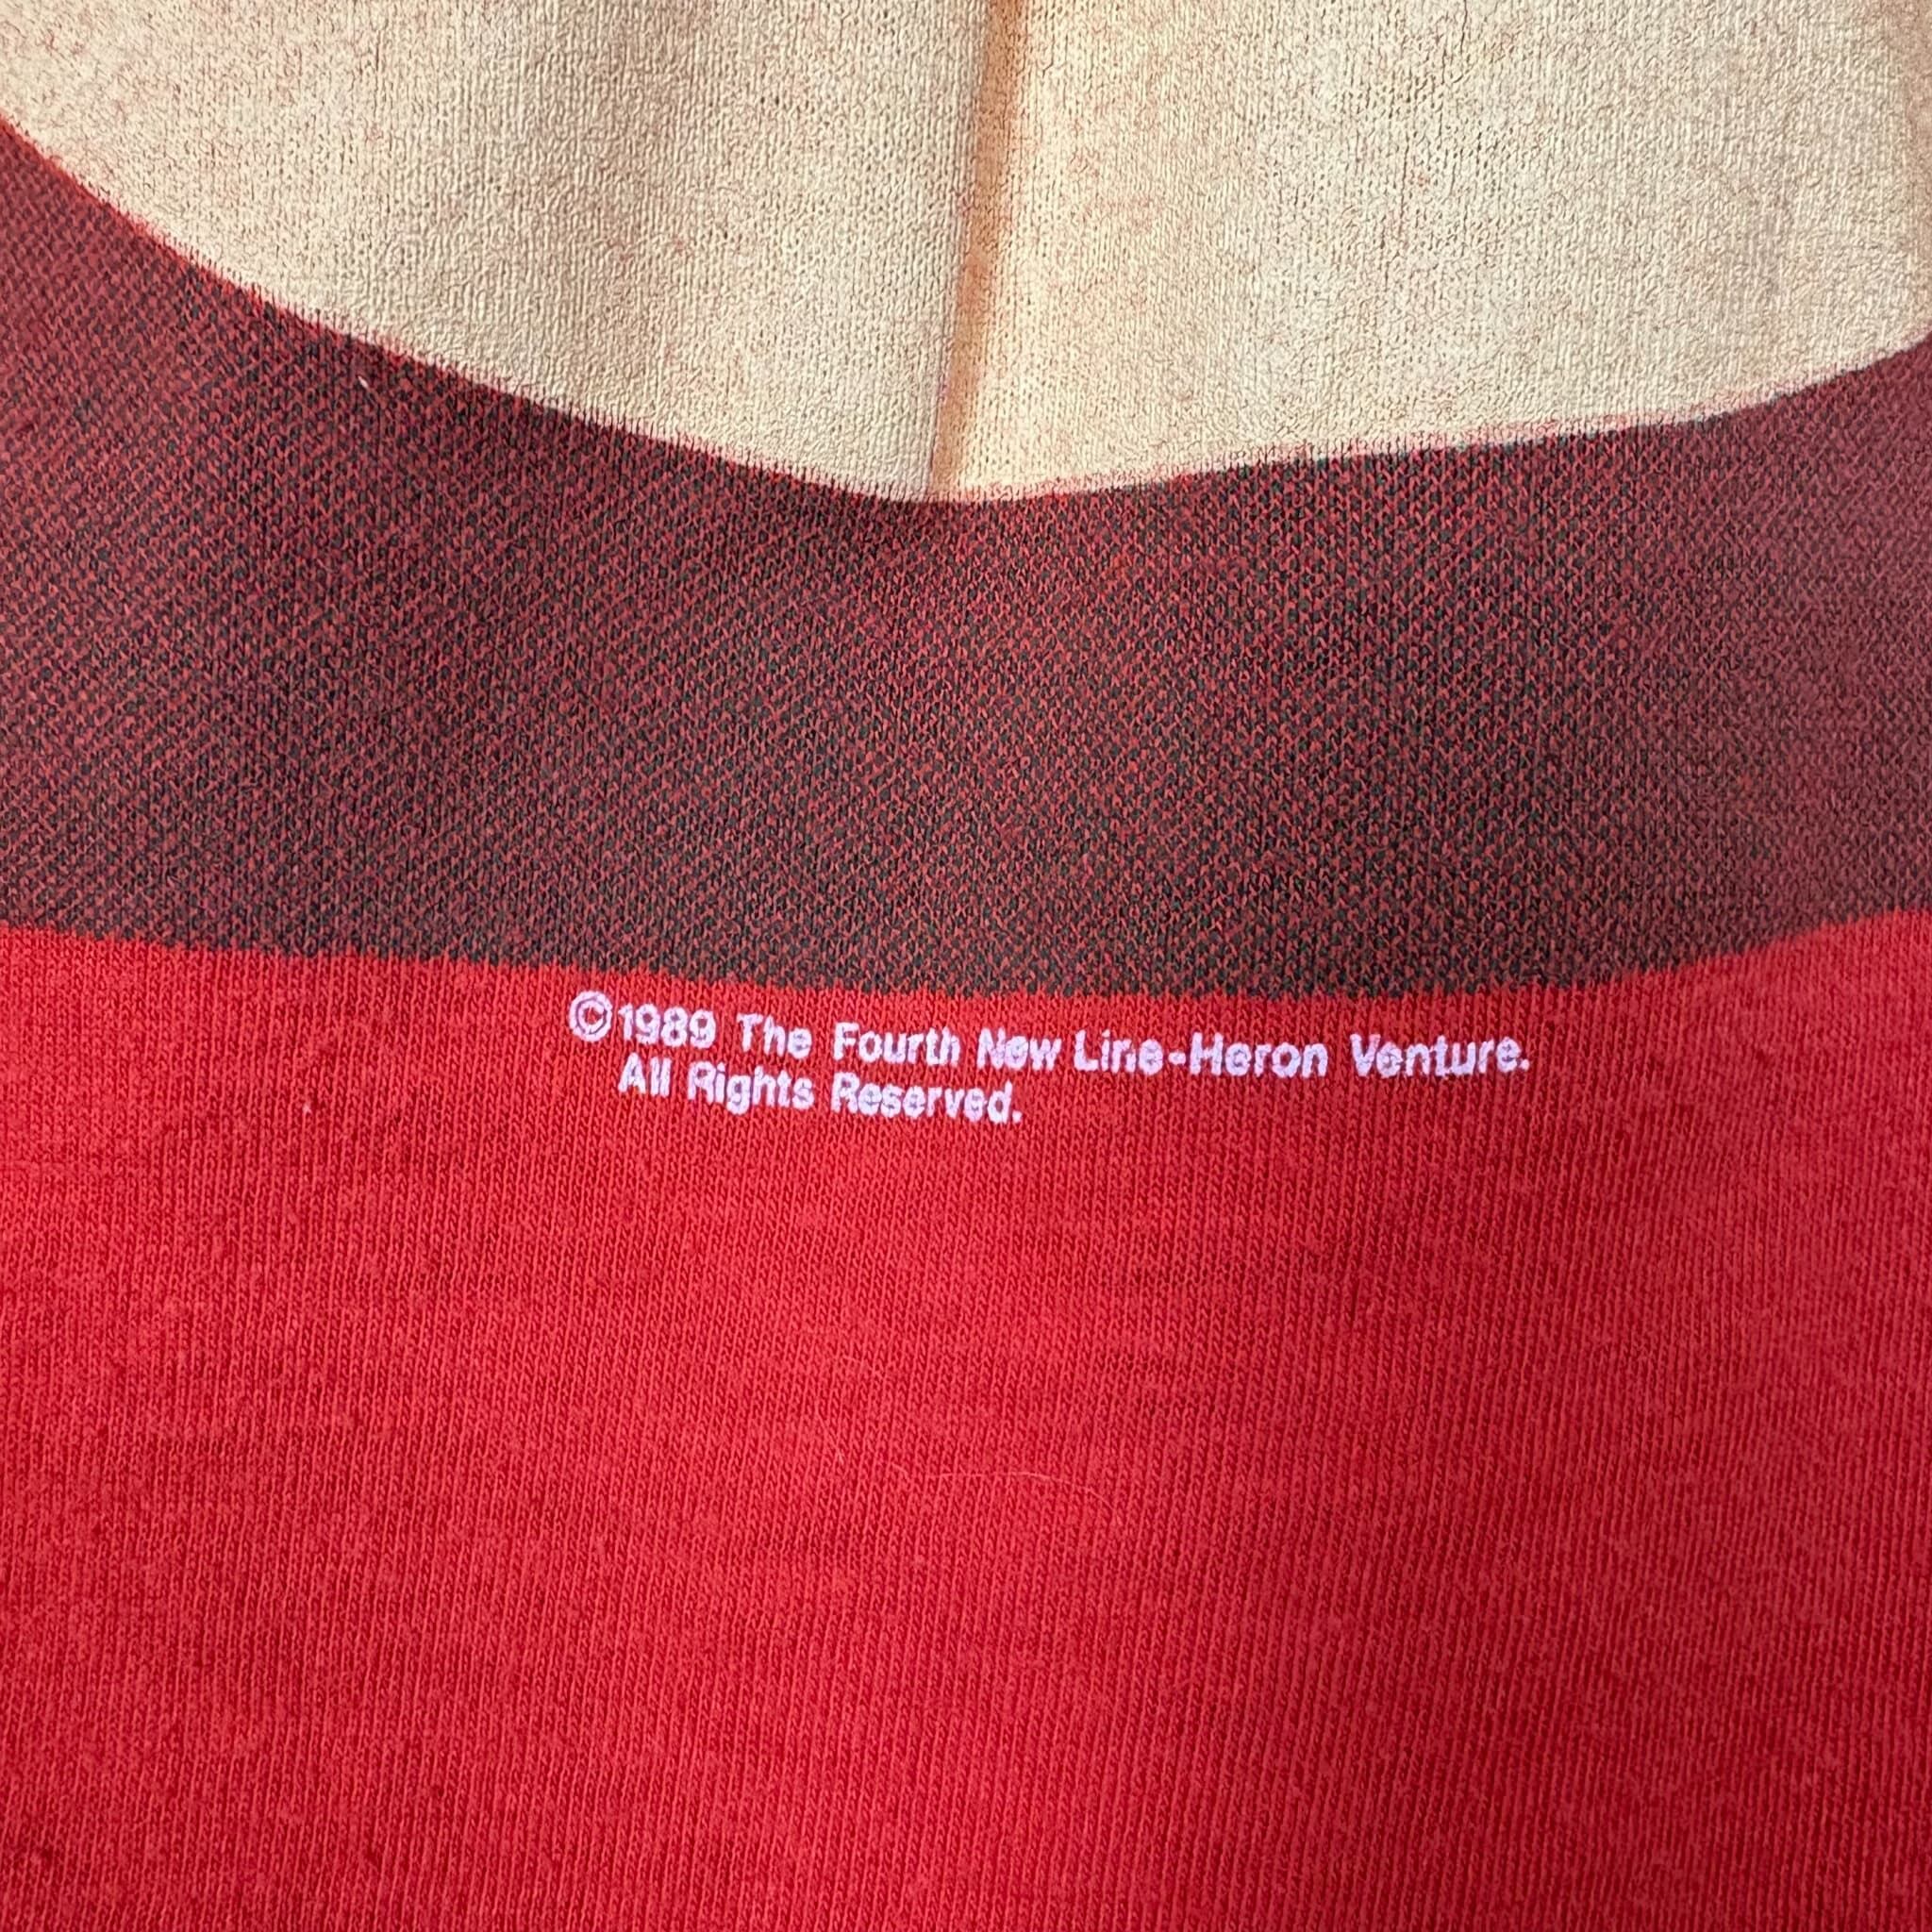 ©1989 The Fourth New Line-Heron Venture.
All Rights Reserved.